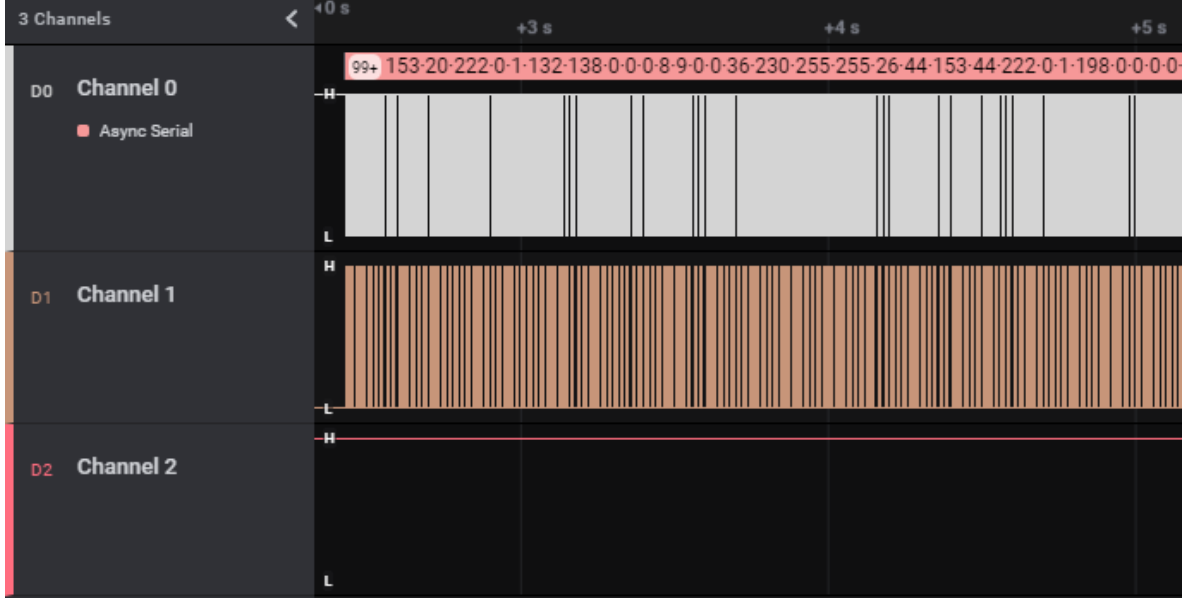 3 Channels
0 s
+3 s
+4 s
+5 s
99+ 153-20-222-0-1-132-138-0-0-0-8-9-0-0-36-230-255-255-26-44-153-44-222-0-1-198-0-0-0-0-
D0 Channel 0
H
Async Serial
L
D1 Channel 1
H
L
D2 Channel 2
H
L